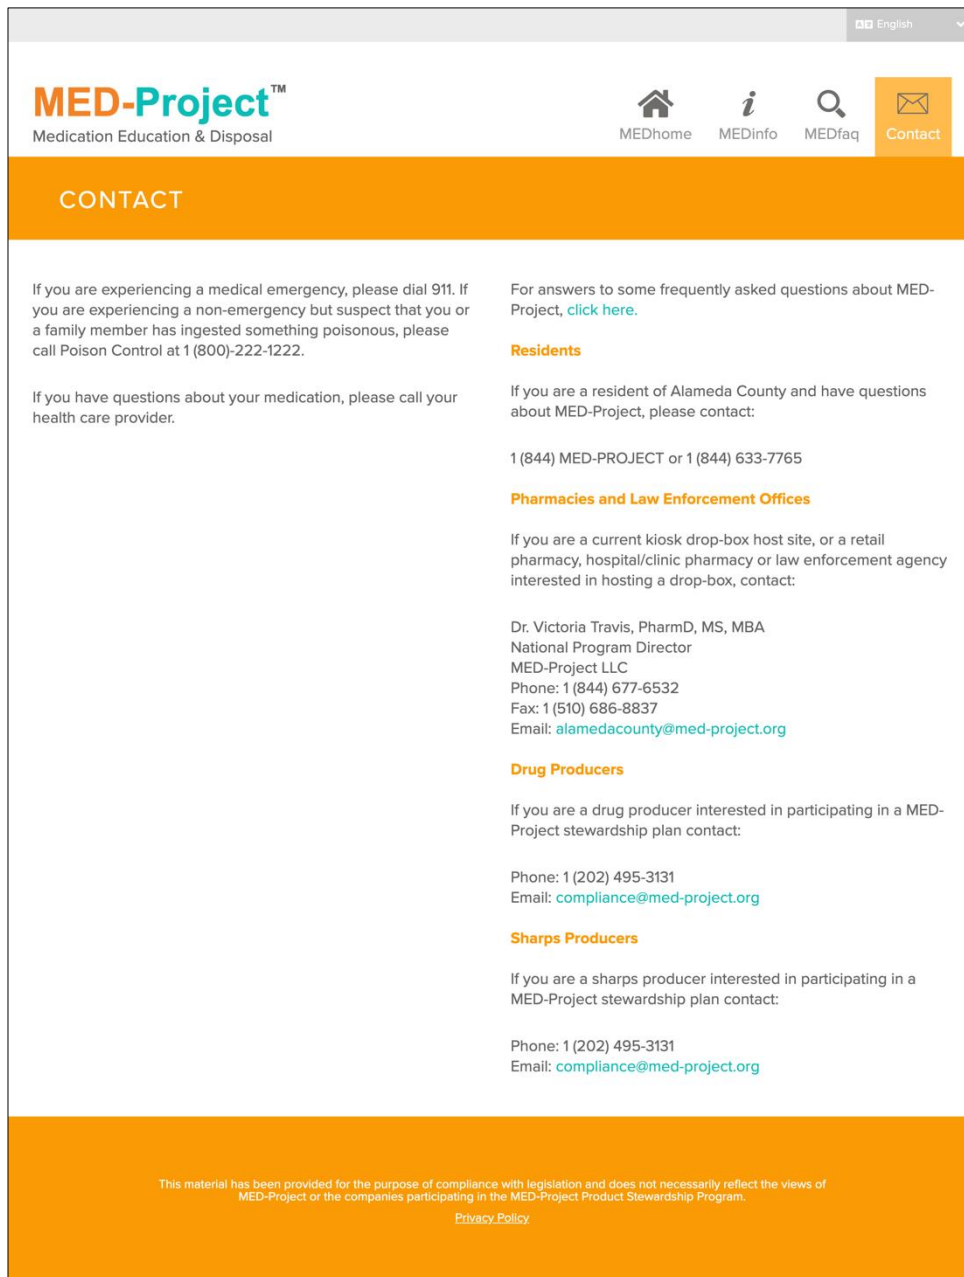 English
MED-Project™
Medication Education & Disposal
MEDhome
MEDinfo
MEDfaq
Contact
CONTACT
If you are experiencing a medical emergency, please dial 911. If
you are experiencing a non-emergency but suspect that you or
a family member has ingested something poisonous, please
call Poison Control at 1 (800)-222-1222.
If you have questions about your medication, please call your
health care provider.
For answers to some frequently asked questions about MED-
Project, click here.
Residents
If you are a resident of Alameda County and have questions
about MED-Project, please contact:
1 (844) MED-PROJECT or 1 (844) 633-7765
Pharmacies and Law Enforcement Offices
If you are a current kiosk drop-box host site, or a retail
pharmacy, hospital/clinic pharmacy or law enforcement agency
interested in hosting a drop-box, contact:
Dr. Victoria Travis, PharmD, MS, MBA
National Program Director
MED-Project LLC
Phone: 1 (844) 677-6532
Fax: 1 (510) 686-8837
Email: alamedacounty@med-project.org
Drug Producers
If you are a drug producer interested in participating in a MED-
Project stewardship plan contact:
Phone: 1 (202) 495-3131
Email: compliance@med-project.org
Sharps Producers
If you are a sharps producer interested in participating in a
MED-Project stewardship plan contact:
Phone: 1 (202) 495-3131
Email: compliance@med-project.org
This material has been provided for the purpose of compliance with legislation and does not necessarily reflect the views of
MED-Project or the companies participating in the MED-Project Product Stewardship Program.
Privacy Policy